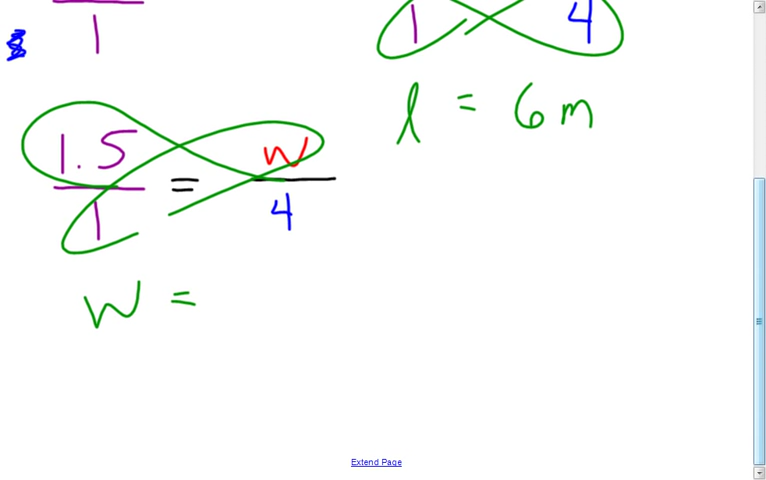 1
1 4
l = 6m
1.5 = w
1 4
w =
Extend Page